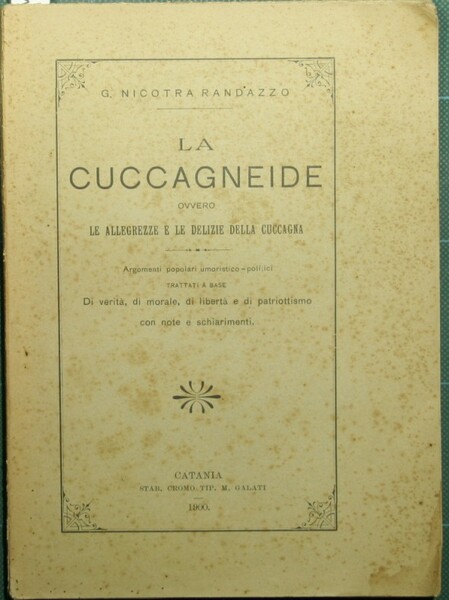 G. NICOTRA RANDAZZO
LA
CUCCAGNEIDE
OVVERO
LE ALLEGREZZE E LE DELIZIE DELLA CUCCAGNA
Argomenti popolari umoristico-politici
TRATTATI A BASE
Di verità, di morale, di libertà e di patriottismo
con note e schiarimenti.
CATANIA
STAB. CROMO. TIP. M. GALATI
1900.